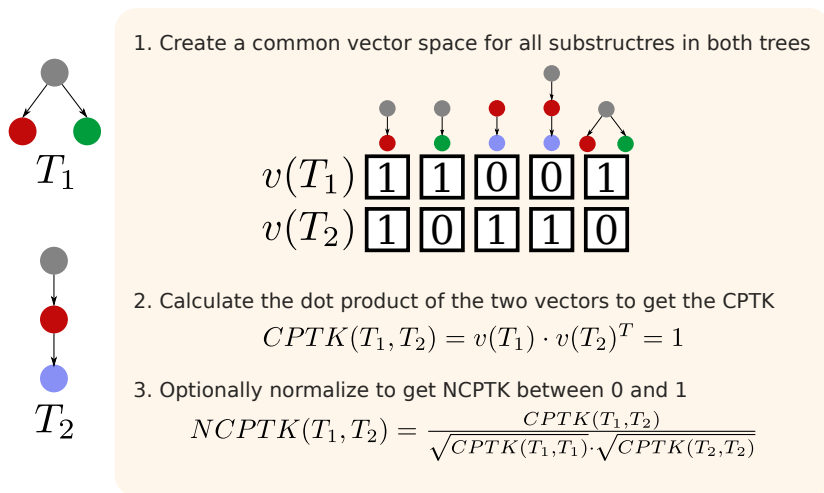 1. Create a common vector space for all substructres in both trees
T₁
v(T₁) 1 1 0 0 1
v(T₂) 1 0 1 1 0
2. Calculate the dot product of the two vectors to get the CPTK
CPTK(T₁, T₂) = v(T₁) · v(T₂)ᵀ = 1
3. Optionally normalize to get NCPTK between 0 and 1
T₂
NCPTK(T₁, T₂) = CPTK(T₁,T₂) / √CPTK(T₁,T₁)·√CPTK(T₂,T₂)